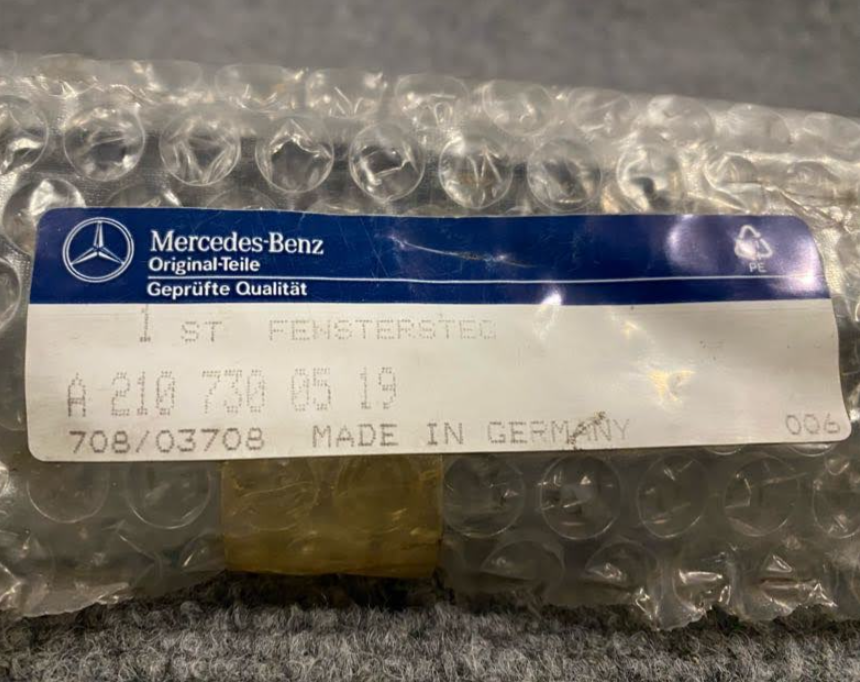 Mercedes-Benz
Original-Teile
Geprüfte Qualität
PE
1 ST FENSTERSTEG
A 210 730 05 19
708/03708 MADE IN GERMANY 006